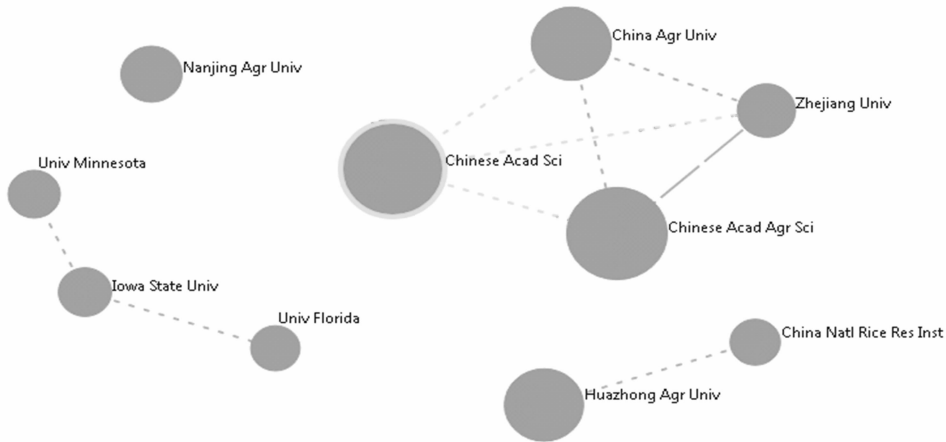 China Agr Univ
Nanjing Agr Univ
Zhejiang Univ
Univ Minnesota
Chinese Acad Sci
Chinese Acad Agr Sci
Iowa State Univ
Univ Florida
China Natl Rice Res Inst
Huazhong Agr Univ